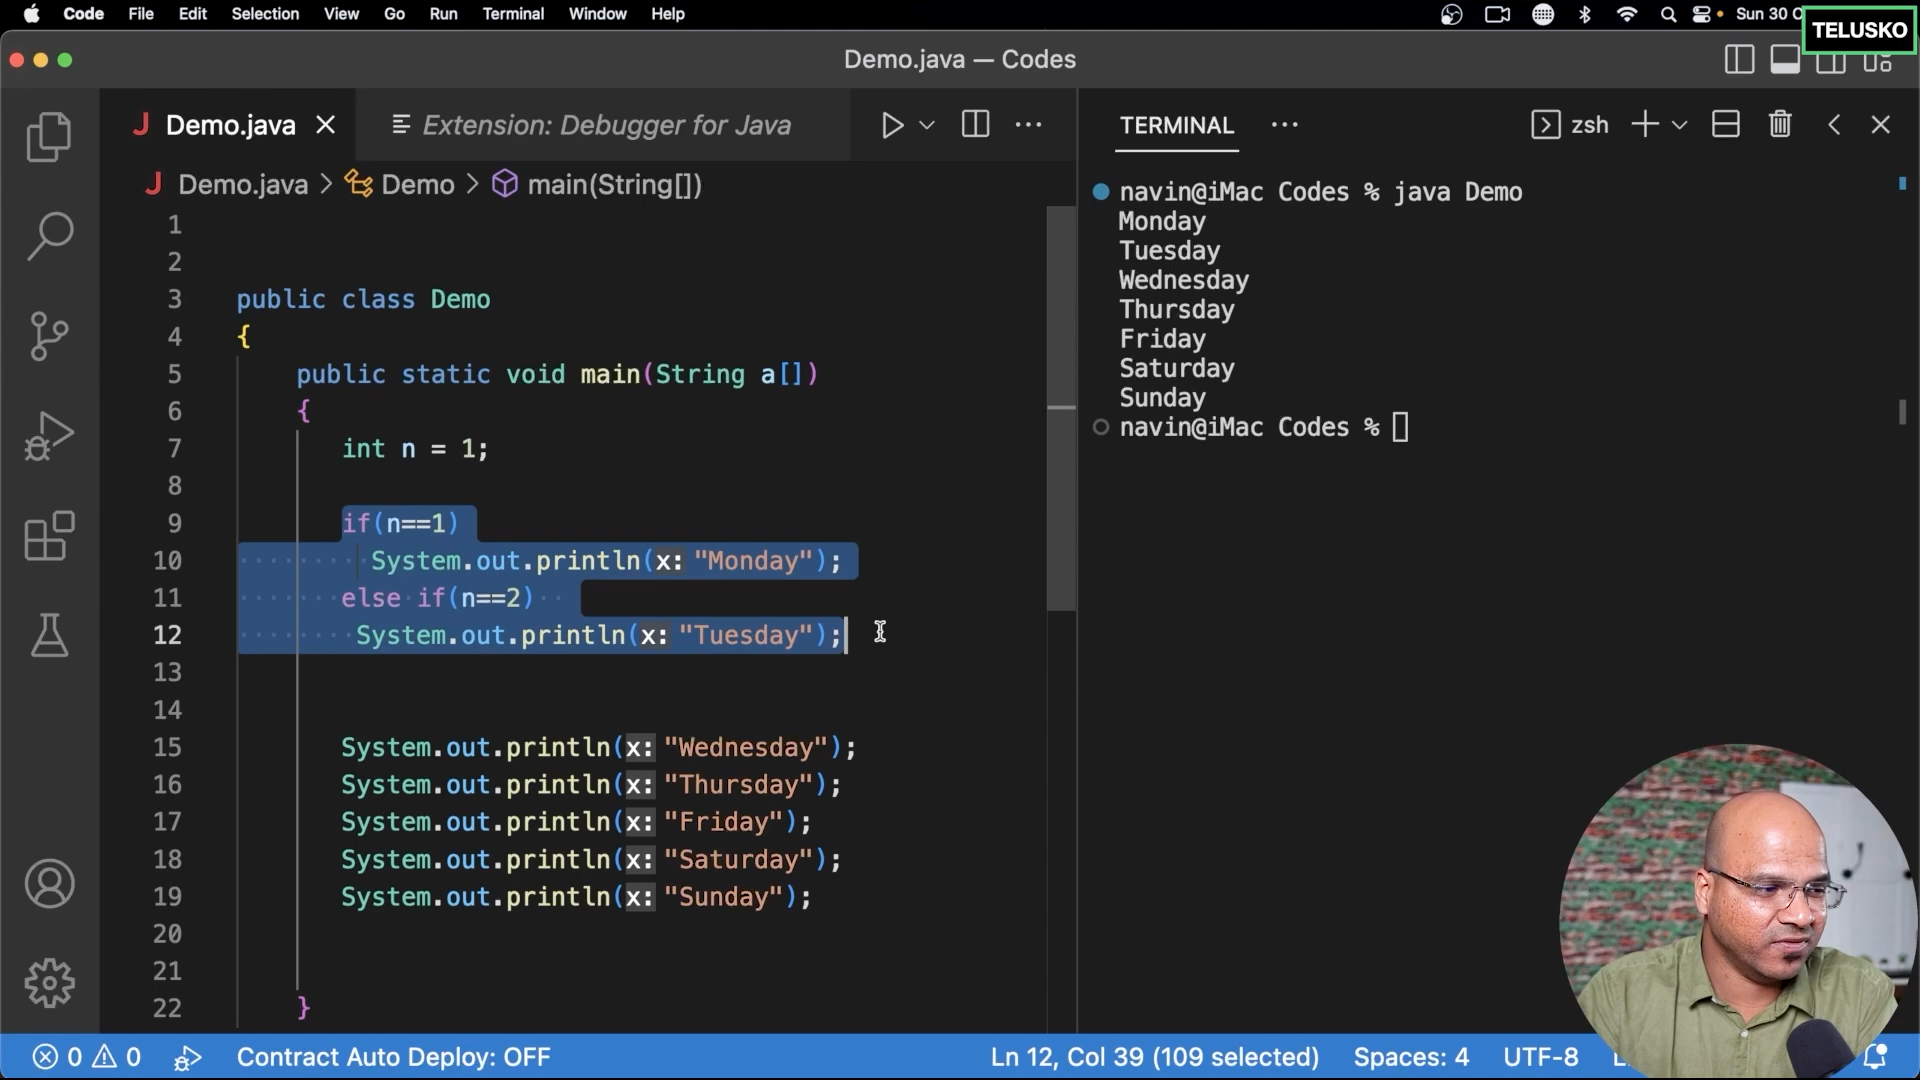 Code File Edit Selection View Go Run Terminal Window Help
Sun 30 O
TELUSKO
Demo.java — Codes
Demo.java
Extension: Debugger for Java
TERMINAL
zsh
Demo.java > Demo > main(String[])
1
2
3 public class Demo
4 {
5 public static void main(String a[])
6 {
7 int n = 1;
8
9 if(n==1)
10 System.out.println(x: "Monday");
11 else if(n==2)
12 System.out.println(x: "Tuesday");
13
14
15 System.out.println(x: "Wednesday");
16 System.out.println(x: "Thursday");
17 System.out.println(x: "Friday");
18 System.out.println(x: "Saturday");
19 System.out.println(x: "Sunday");
20
21
22 }
navin@iMac Codes % java Demo
Monday
Tuesday
Wednesday
Thursday
Friday
Saturday
Sunday
navin@iMac Codes %
0 0 Contract Auto Deploy: OFF
Ln 12, Col 39 (109 selected) Spaces: 4 UTF-8